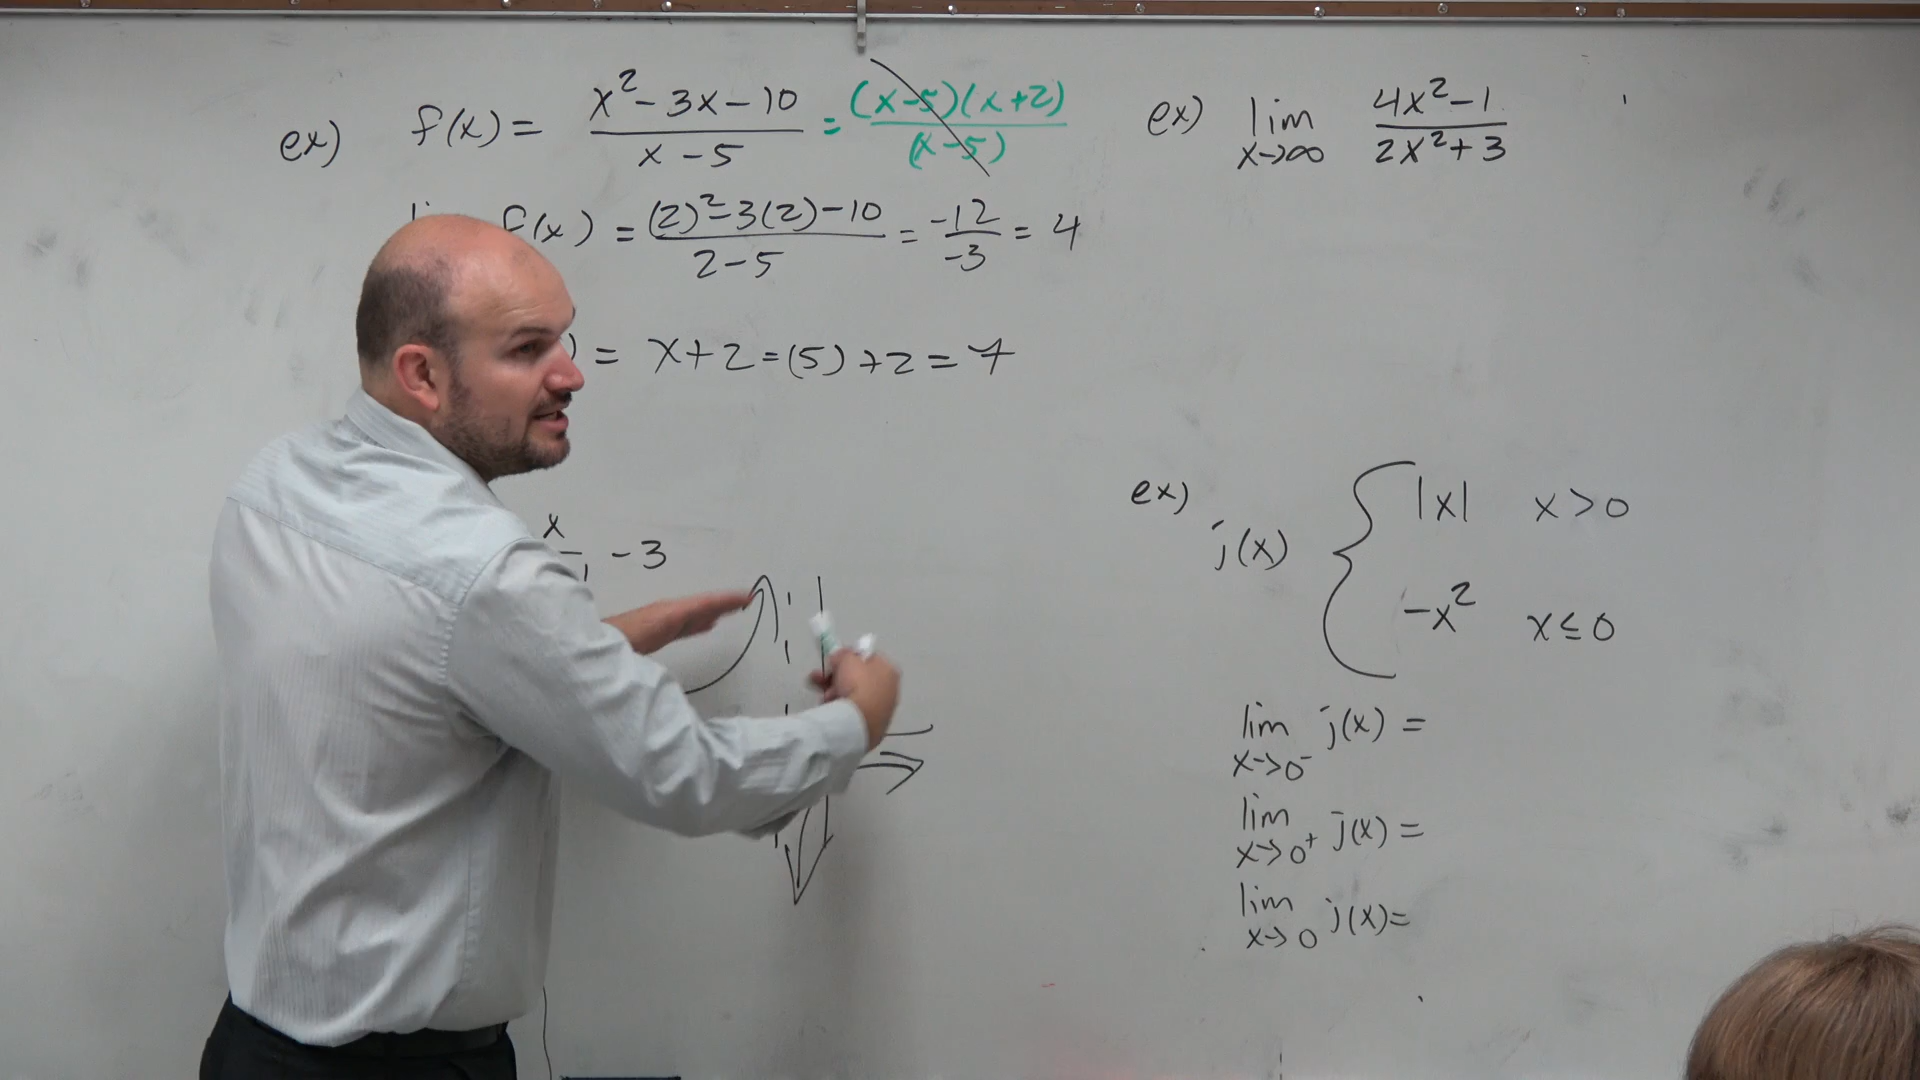 ex) f(x) = x² - 3x - 10 / x - 5 = (x-5)(x+2) / (x-5)
f(x) = (2)² - 3(2) - 10 / 2 - 5 = -12 / -3 = 4
) = x + 2 = (5) + 2 = 7
x / - 3
ex) lim x→∞ 4x² - 1 / 2x² + 3
ex) j(x) { |x| x > 0
-x² x ≤ 0
lim x→0⁻ j(x) =
lim x→0⁺ j(x) =
lim x→0 j(x) =